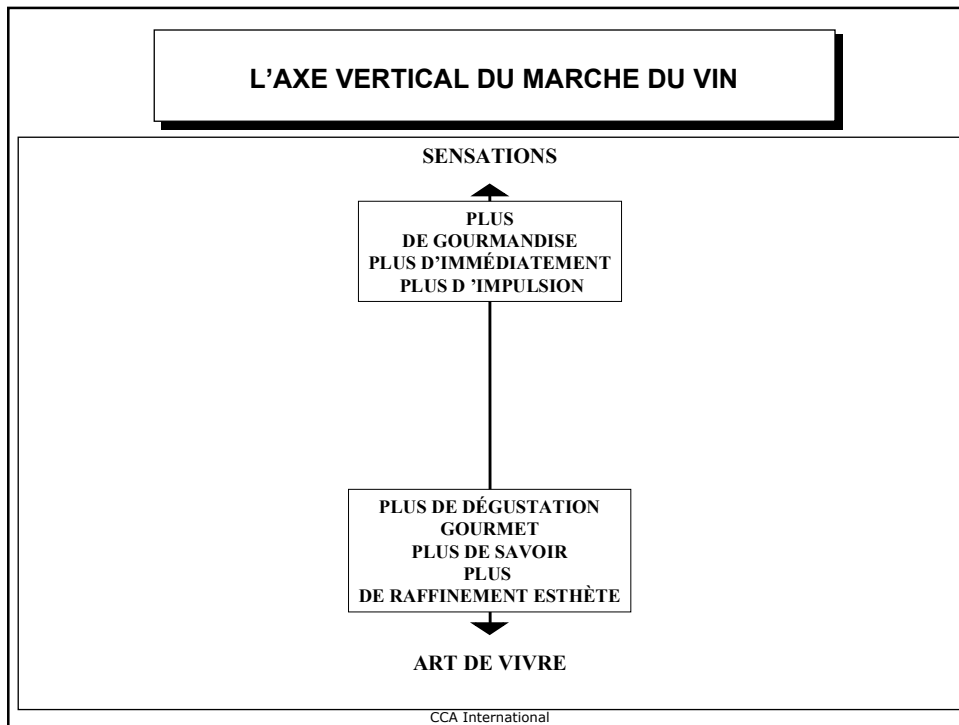 L’AXE VERTICAL DU MARCHE DU VIN
SENSATIONS
PLUS
DE GOURMANDISE
PLUS D’IMMÉDIATEMENT
PLUS D ’IMPULSION
PLUS DE DÉGUSTATION
GOURMET
PLUS DE SAVOIR
PLUS
DE RAFFINEMENT ESTHÈTE
ART DE VIVRE
CCA International